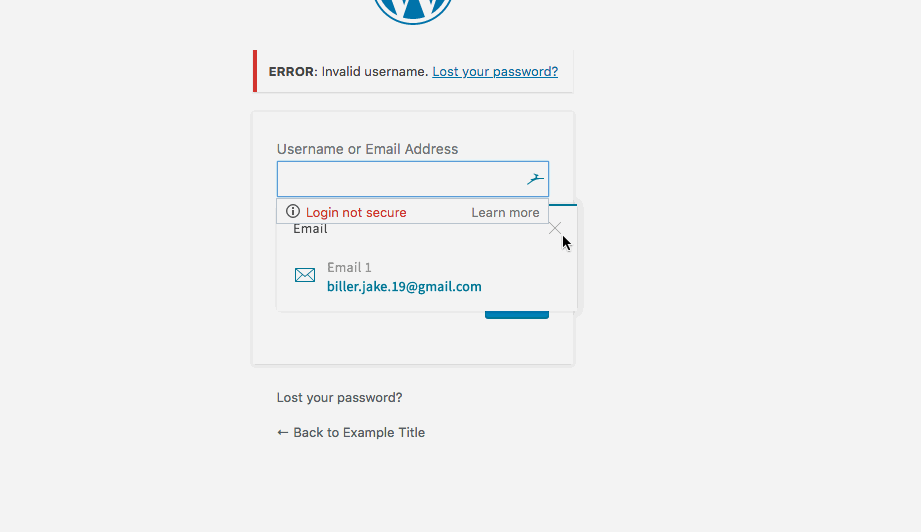 ERROR: Invalid username. Lost your password?
Username or Email Address
Login not secure Learn more
Email
Email 1
biller.jake.19@gmail.com
Lost your password?
← Back to Example Title